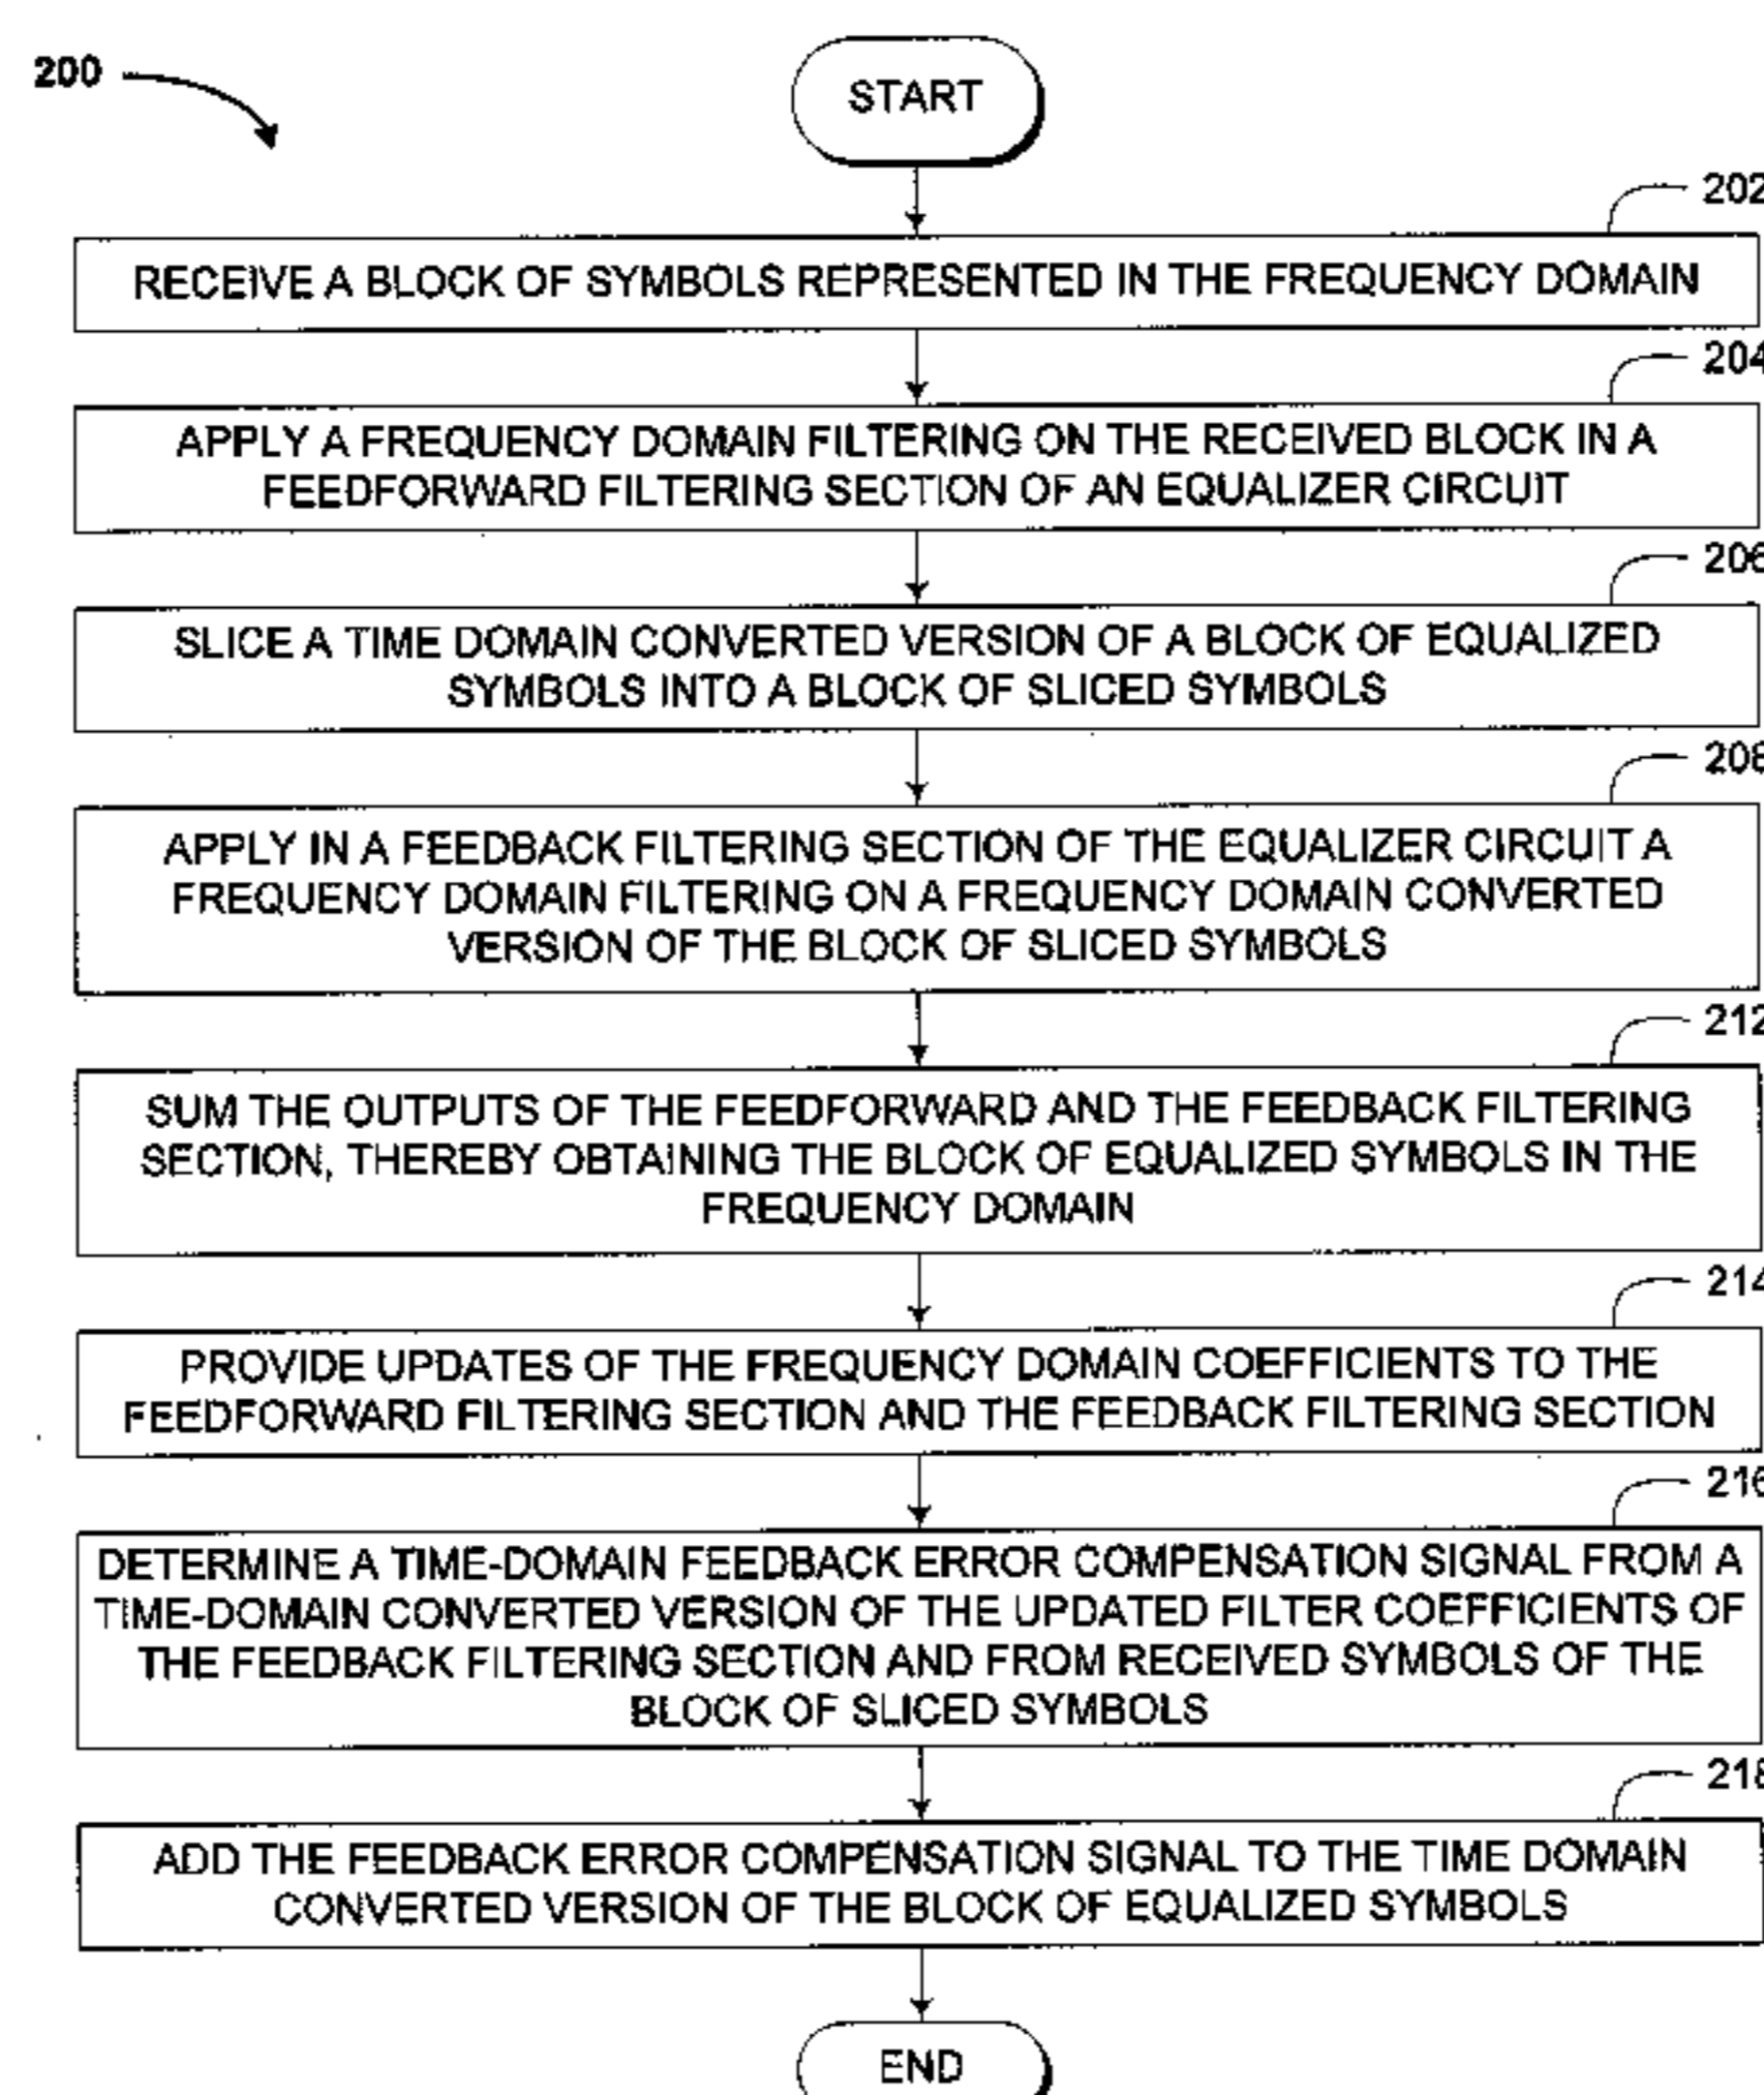 200
START
202
RECEIVE A BLOCK OF SYMBOLS REPRESENTED IN THE FREQUENCY DOMAIN
204
APPLY A FREQUENCY DOMAIN FILTERING ON THE RECEIVED BLOCK IN A
FEEDFORWARD FILTERING SECTION OF AN EQUALIZER CIRCUIT
206
SLICE A TIME DOMAIN CONVERTED VERSION OF A BLOCK OF EQUALIZED
SYMBOLS INTO A BLOCK OF SLICED SYMBOLS
208
APPLY IN A FEEDBACK FILTERING SECTION OF THE EQUALIZER CIRCUIT A
FREQUENCY DOMAIN FILTERING ON A FREQUENCY DOMAIN CONVERTED
VERSION OF THE BLOCK OF SLICED SYMBOLS
212
SUM THE OUTPUTS OF THE FEEDFORWARD AND THE FEEDBACK FILTERING
SECTION, THEREBY OBTAINING THE BLOCK OF EQUALIZED SYMBOLS IN THE
FREQUENCY DOMAIN
214
PROVIDE UPDATES OF THE FREQUENCY DOMAIN COEFFICIENTS TO THE
FEEDFORWARD FILTERING SECTION AND THE FEEDBACK FILTERING SECTION
216
DETERMINE A TIME-DOMAIN FEEDBACK ERROR COMPENSATION SIGNAL FROM A
TIME-DOMAIN CONVERTED VERSION OF THE UPDATED FILTER COEFFICIENTS OF
THE FEEDBACK FILTERING SECTION AND FROM RECEIVED SYMBOLS OF THE
BLOCK OF SLICED SYMBOLS
218
ADD THE FEEDBACK ERROR COMPENSATION SIGNAL TO THE TIME DOMAIN
CONVERTED VERSION OF THE BLOCK OF EQUALIZED SYMBOLS
END